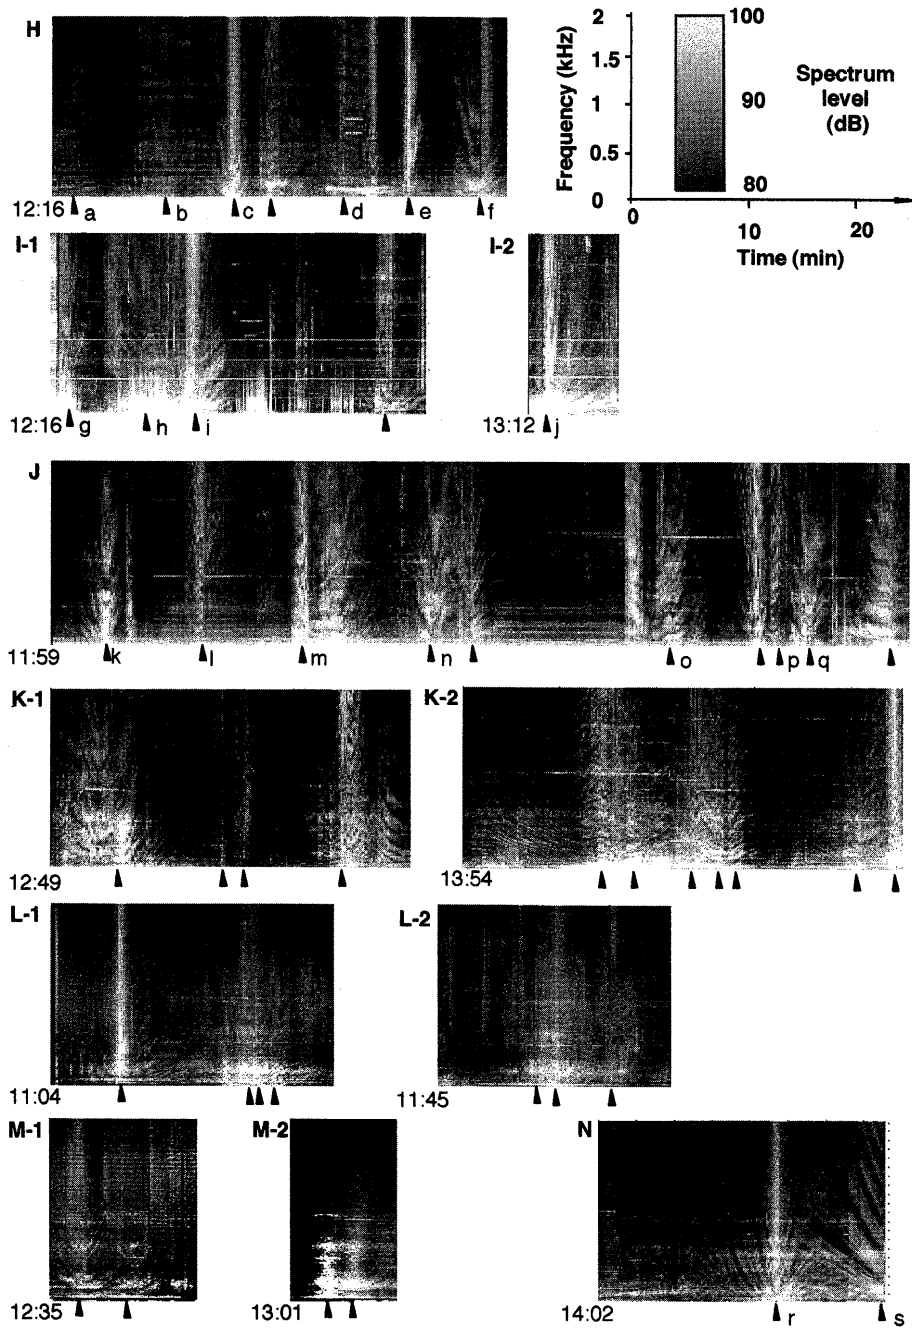 H
2
1.5
1
0.5
0
Frequency (kHz)
100
90
80
Spectrum
level
(dB)
0
10
20
Time (min)
12:16 a b c d e f
I-1
I-2
12:16 g h i
13:12 j
J
11:59 k l m n o p q
K-1
K-2
12:49
13:54
L-1
L-2
11:04
11:45
M-1
M-2
N
12:35
13:01
14:02 r s